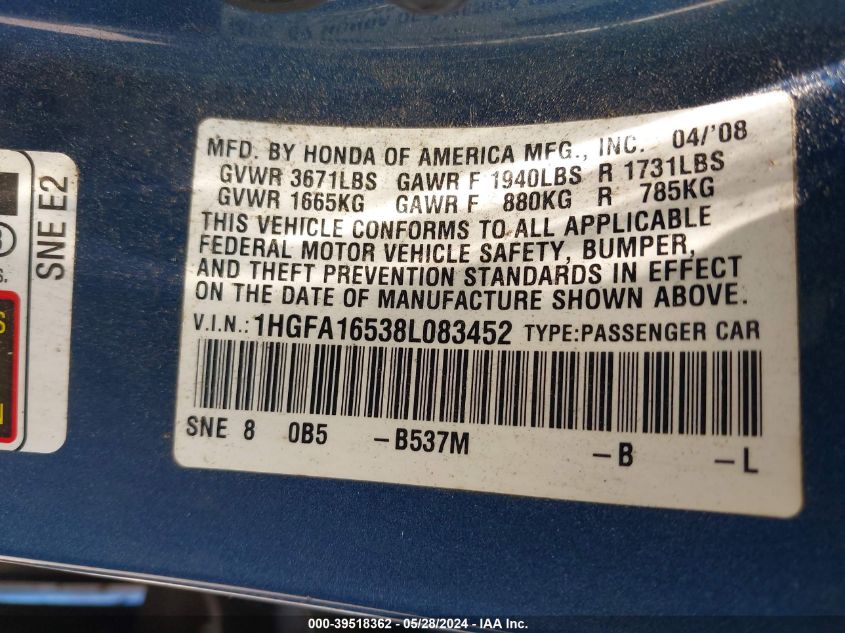 MFD. BY HONDA OF AMERICA MFG., INC. 04/'08
GVWR 3671LBS GAWR F 1940LBS R 1731LBS
GVWR 1665KG GAWR F 880KG R 785KG
THIS VEHICLE CONFORMS TO ALL APPLICABLE
FEDERAL MOTOR VEHICLE SAFETY, BUMPER,
AND THEFT PREVENTION STANDARDS IN EFFECT
ON THE DATE OF MANUFACTURE SHOWN ABOVE.
V.I.N.: 1HGFA16538L083452 TYPE:PASSENGER CAR
SNE 8 0B5 -B537M -B -L
SNE E2
000-39518362 - 05/28/2024 - IAA Inc.